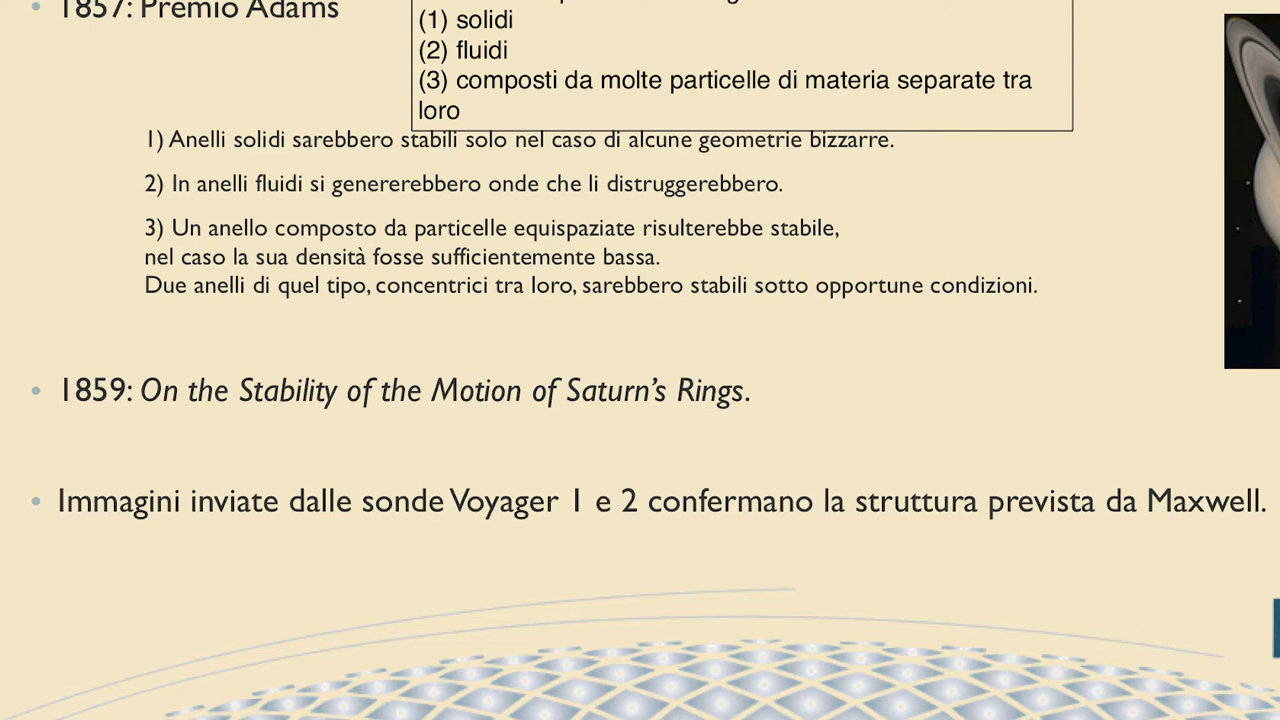 1857: Premio Adams
(1) solidi
(2) fluidi
(3) composti da molte particelle di materia separate tra
loro
1) Anelli solidi sarebbero stabili solo nel caso di alcune geometrie bizzarre.
2) In anelli fluidi si genererebbero onde che li distruggerebbero.
3) Un anello composto da particelle equispaziate risulterebbe stabile,
nel caso la sua densità fosse sufficientemente bassa.
Due anelli di quel tipo, concentrici tra loro, sarebbero stabili sotto opportune condizioni.
1859: On the Stability of the Motion of Saturn's Rings.
Immagini inviate dalle sonde Voyager 1 e 2 confermano la struttura prevista da Maxwell.